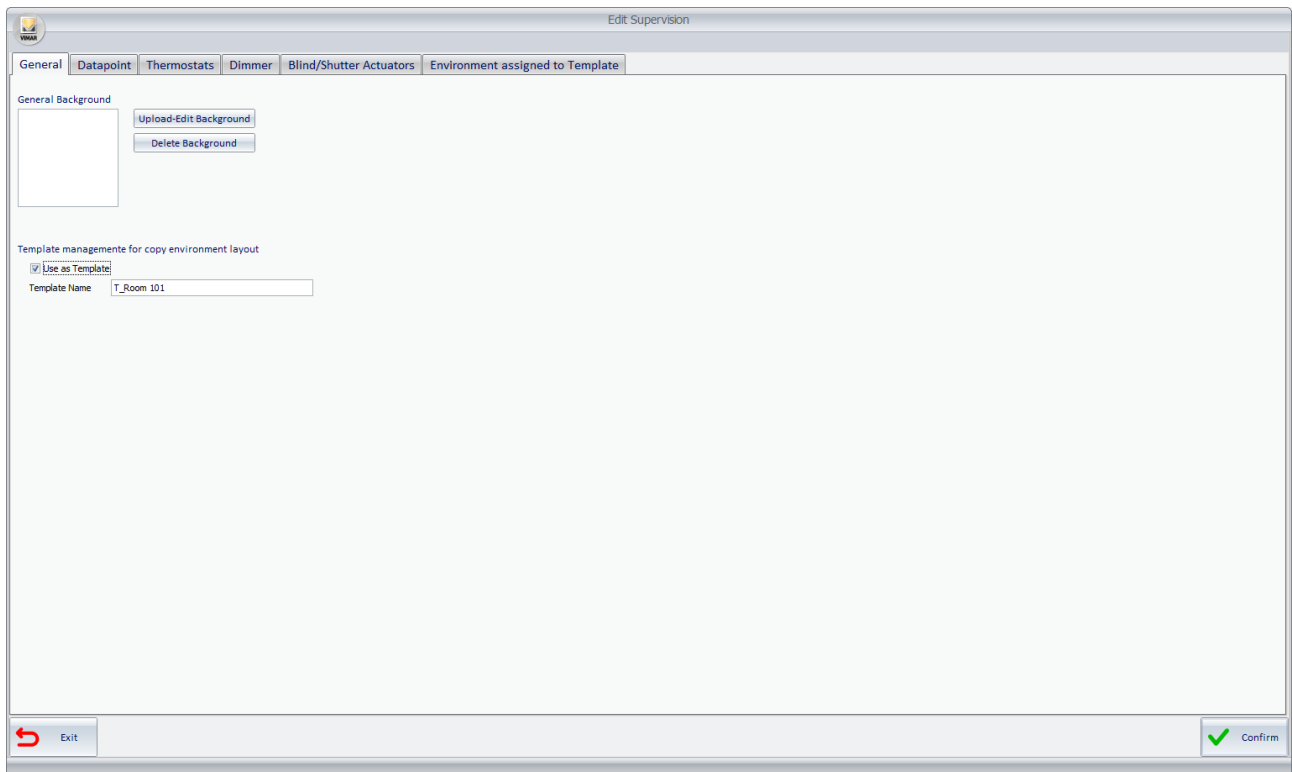 Edit Supervision
VIMAR
General Datapoint Thermostats Dimmer Blind/Shutter Actuators Environment assigned to Template
General Background
Upload-Edit Background
Delete Background
Template managemente for copy environment layout
Use as Template
Template Name T_Room 101
Exit Confirm